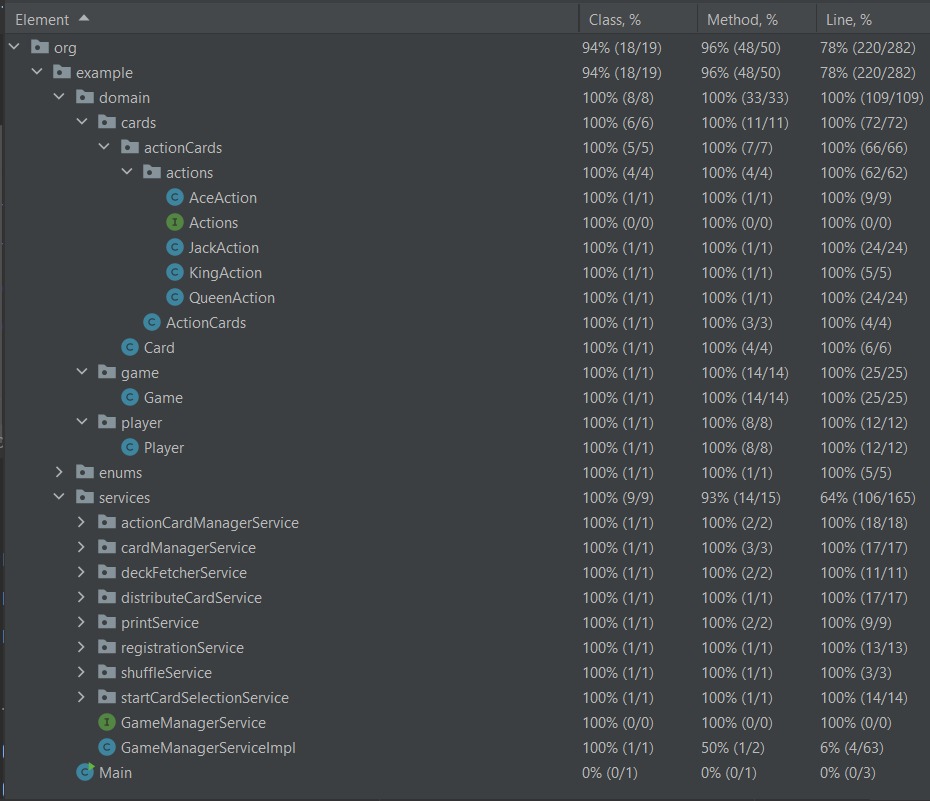 Element Class, % Method, % Line, %
org 94% (18/19) 96% (48/50) 78% (220/282)
example 94% (18/19) 96% (48/50) 78% (220/282)
domain 100% (8/8) 100% (33/33) 100% (109/109)
cards 100% (6/6) 100% (11/11) 100% (72/72)
actionCards 100% (5/5) 100% (7/7) 100% (66/66)
actions 100% (4/4) 100% (4/4) 100% (62/62)
C AceAction 100% (1/1) 100% (1/1) 100% (9/9)
I Actions 100% (0/0) 100% (0/0) 100% (0/0)
C JackAction 100% (1/1) 100% (1/1) 100% (24/24)
C KingAction 100% (1/1) 100% (1/1) 100% (5/5)
C QueenAction 100% (1/1) 100% (1/1) 100% (24/24)
C ActionCards 100% (1/1) 100% (3/3) 100% (4/4)
C Card 100% (1/1) 100% (4/4) 100% (6/6)
game 100% (1/1) 100% (14/14) 100% (25/25)
C Game 100% (1/1) 100% (14/14) 100% (25/25)
player 100% (1/1) 100% (8/8) 100% (12/12)
C Player 100% (1/1) 100% (8/8) 100% (12/12)
enums 100% (1/1) 100% (1/1) 100% (5/5)
services 100% (9/9) 93% (14/15) 64% (106/165)
actionCardManagerService 100% (1/1) 100% (2/2) 100% (18/18)
cardManagerService 100% (1/1) 100% (3/3) 100% (17/17)
deckFetcherService 100% (1/1) 100% (2/2) 100% (11/11)
distributeCardService 100% (1/1) 100% (1/1) 100% (17/17)
printService 100% (1/1) 100% (2/2) 100% (9/9)
registrationService 100% (1/1) 100% (1/1) 100% (13/13)
shuffleService 100% (1/1) 100% (1/1) 100% (3/3)
startCardSelectionService 100% (1/1) 100% (1/1) 100% (14/14)
I GameManagerService 100% (0/0) 100% (0/0) 100% (0/0)
C GameManagerServiceImpl 100% (1/1) 50% (1/2) 6% (4/63)
C Main 0% (0/1) 0% (0/1) 0% (0/3)